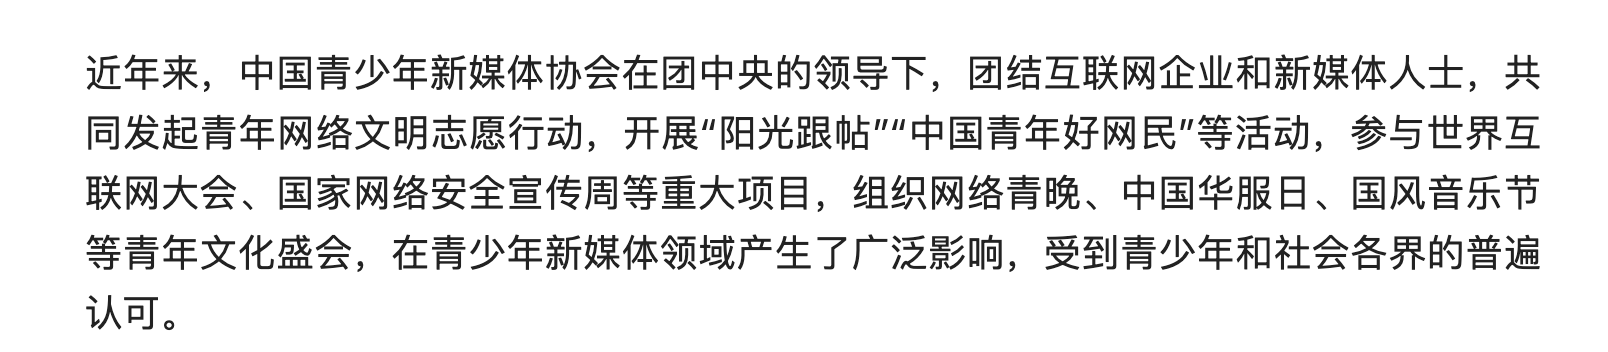 近年来，中国青少年新媒体协会在团中央的领导下，团结互联网企业和新媒体人士，共
同发起青年网络文明志愿行动，开展“阳光跟帖”“中国青年好网民”等活动，参与世界互
联网大会、国家网络安全宣传周等重大项目，组织网络青晚、中国华服日、国风音乐节
等青年文化盛会，在青少年新媒体领域产生了广泛影响，受到青少年和社会各界的普遍
认可。